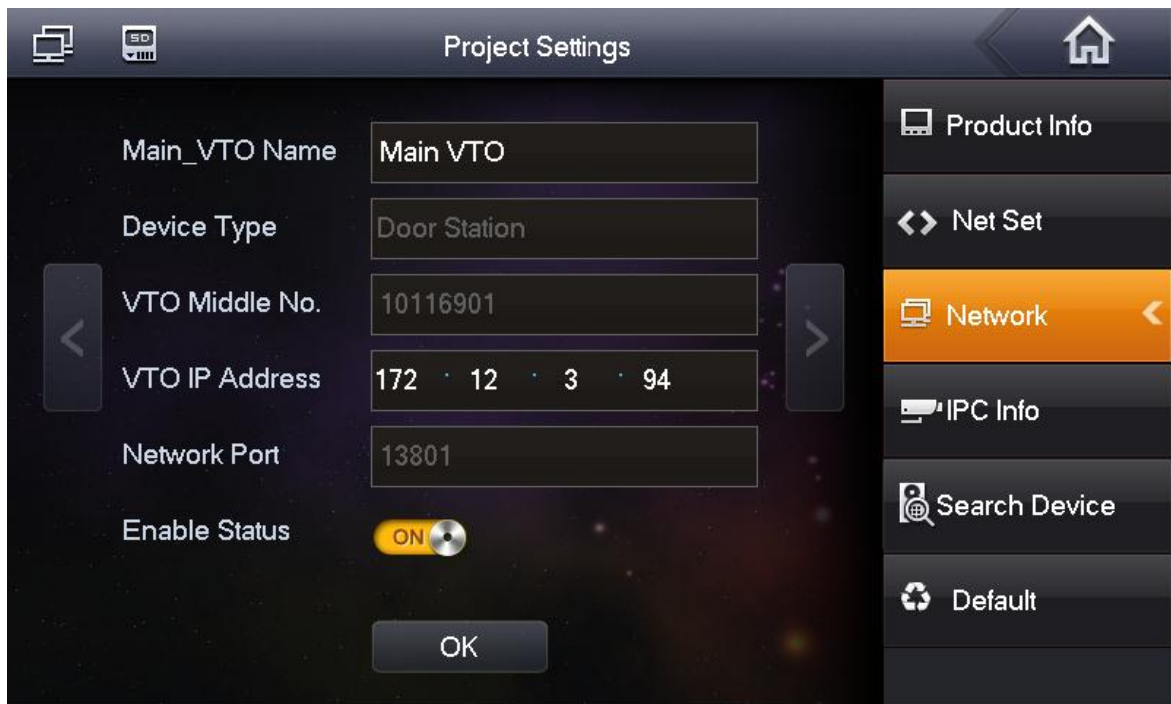 SD
Project Settings
Main_VTO Name
Main VTO
Device Type
Door Station
VTO Middle No.
10116901
VTO IP Address
172 . 12 . 3 . 94
Network Port
13801
Enable Status
ON
OK
Product Info
Net Set
Network
IPC Info
Search Device
Default